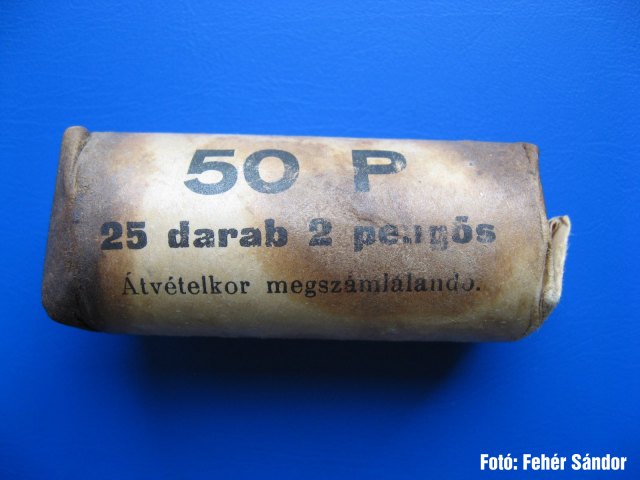 50 P
25 darab 2 pengős
Átvételkor megszámlálandó.
Fotó: Fehér Sándor